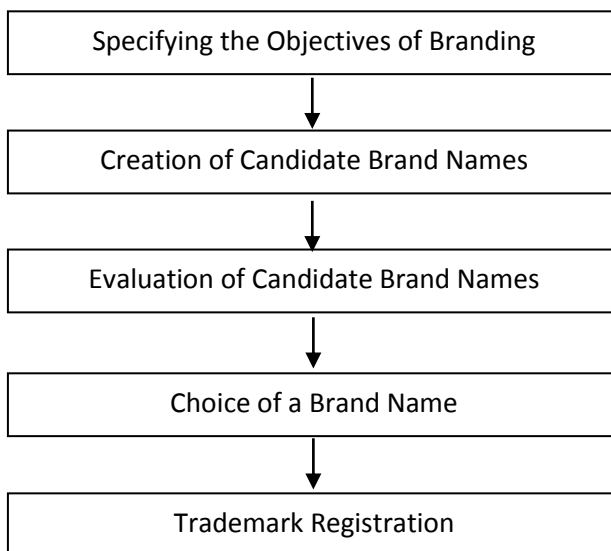 Specifying the Objectives of Branding
Creation of Candidate Brand Names
Evaluation of Candidate Brand Names
Choice of a Brand Name
Trademark Registration